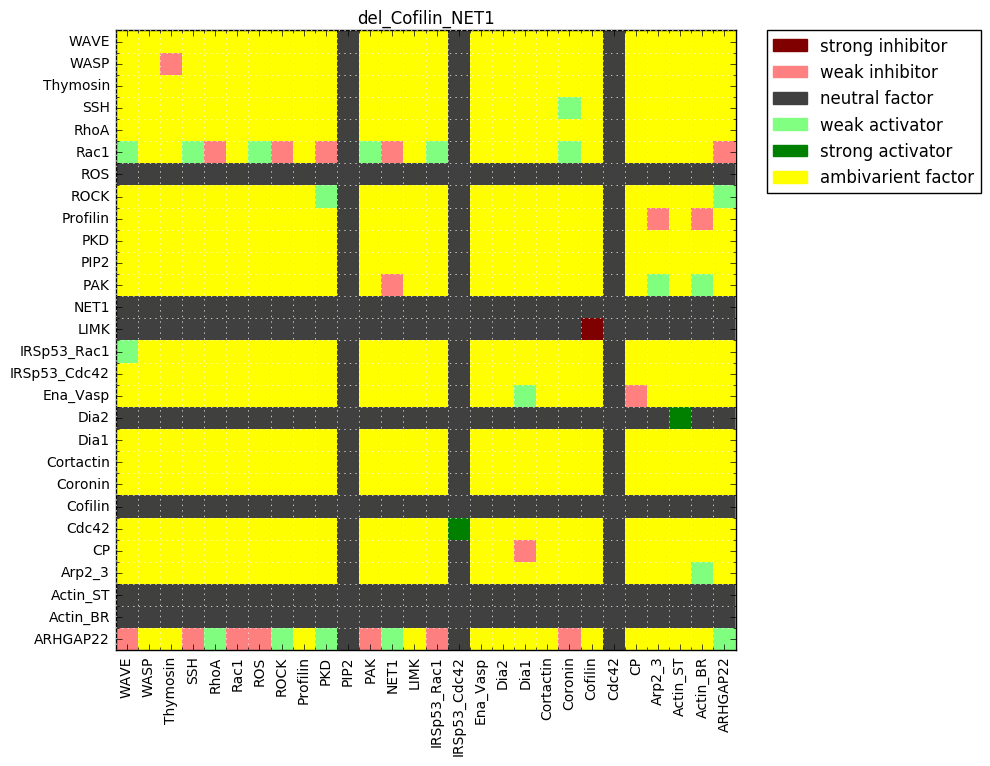 del_Cofilin_NET1
WAVE
WASP
Thymosin
SSH
RhoA
Rac1
ROS
ROCK
Profilin
PKD
PIP2
PAK
NET1
LIMK
IRSp53_Rac1
IRSp53_Cdc42
Ena_Vasp
Dia2
Dia1
Cortactin
Coronin
Cofilin
Cdc42
CP
Arp2_3
Actin_ST
Actin_BR
ARHGAP22
WAVE
WASP
Thymosin
SSH
RhoA
Rac1
ROS
ROCK
Profilin
PKD
PIP2
PAK
NET1
LIMK
IRSp53_Rac1
IRSp53_Cdc42
Ena_Vasp
Dia2
Dia1
Cortactin
Coronin
Cofilin
Cdc42
CP
Arp2_3
Actin_ST
Actin_BR
ARHGAP22
strong inhibitor
weak inhibitor
neutral factor
weak activator
strong activator
ambivarient factor